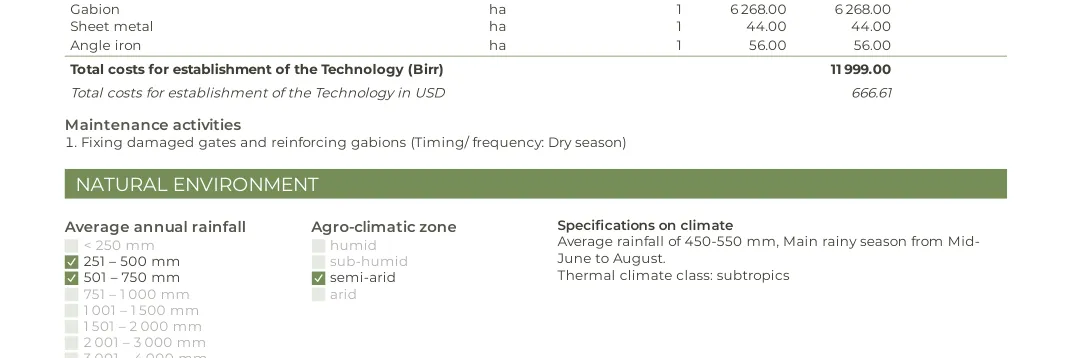 Gabion ha 1 6 268.00 6 268.00
Sheet metal ha 1 44.00 44.00
Angle iron ha 1 56.00 56.00
Total costs for establishment of the Technology (Birr) 11 999.00
Total costs for establishment of the Technology in USD 666.61
Maintenance activities
1. Fixing damaged gates and reinforcing gabions (Timing/ frequency: Dry season)
NATURAL ENVIRONMENT
Average annual rainfall
< 250 mm
251 – 500 mm
501 – 750 mm
751 – 1 000 mm
1 001 – 1 500 mm
1 501 – 2 000 mm
2 001 – 3 000 mm
3 001 – 4 000 mm
Agro-climatic zone
humid
sub-humid
semi-arid
arid
Specifications on climate
Average rainfall of 450-550 mm, Main rainy season from Mid-
June to August.
Thermal climate class: subtropics